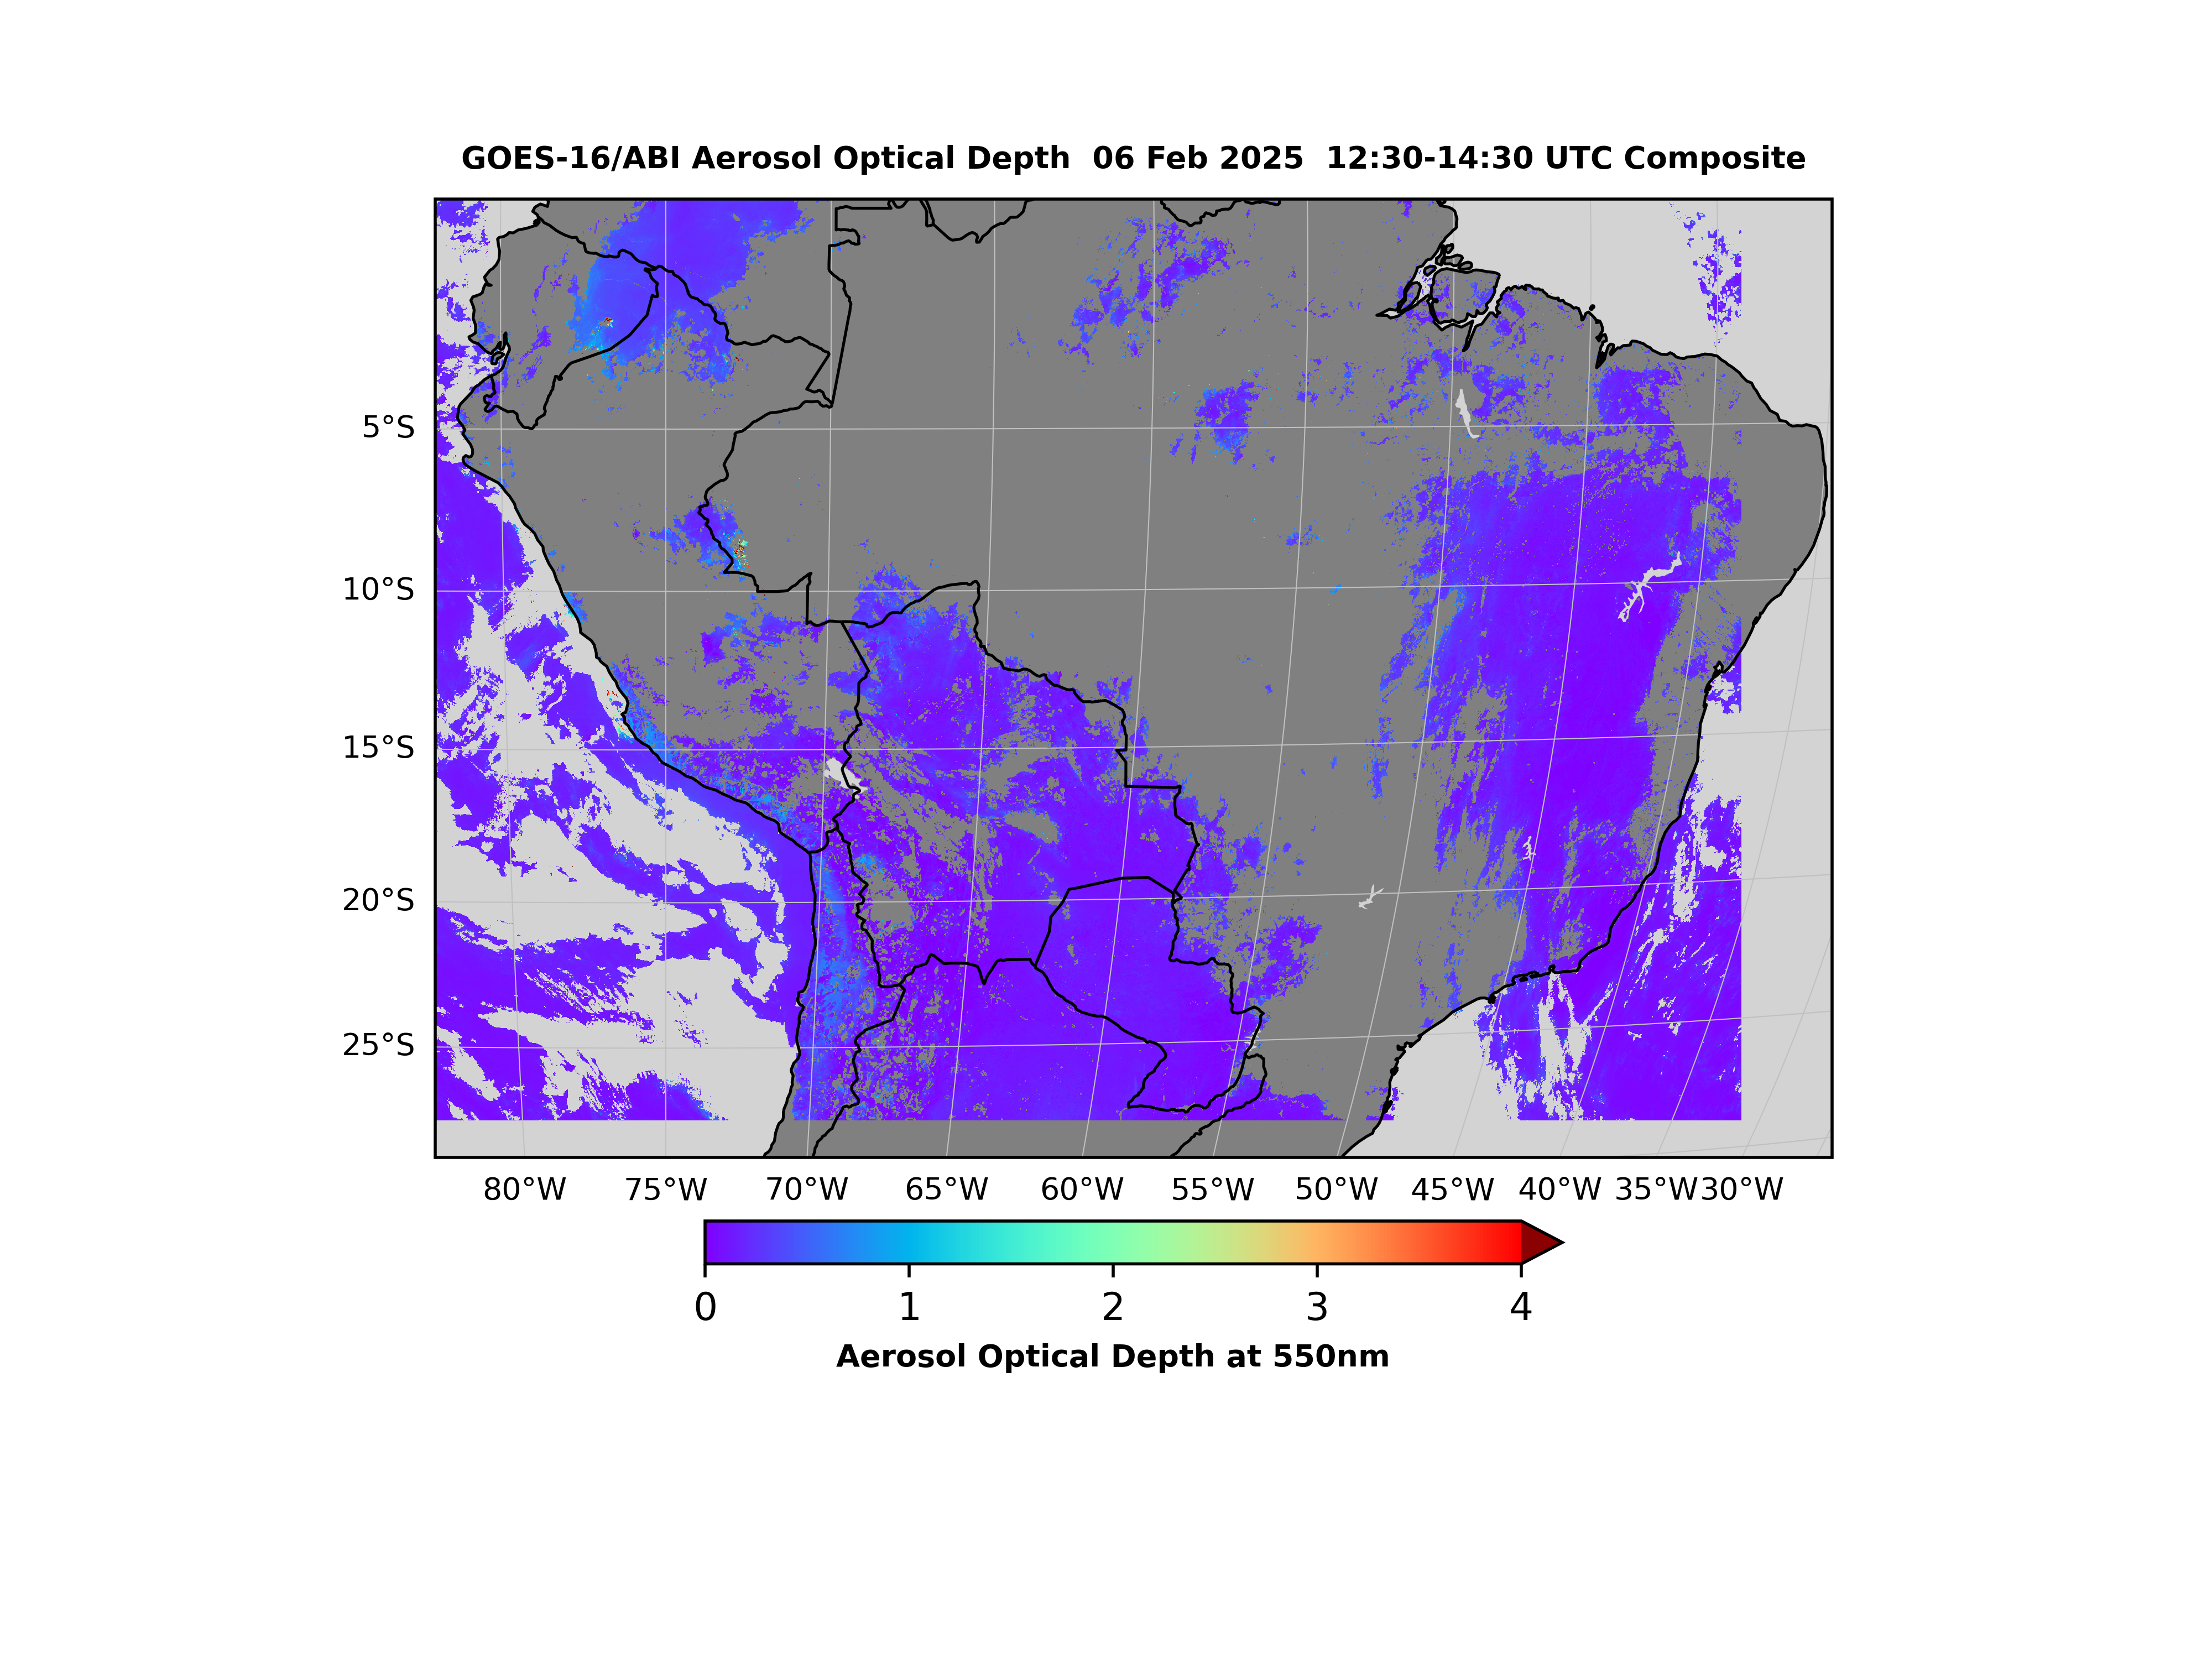 GOES-16/ABI Aerosol Optical Depth  06 Feb 2025  12:30-14:30 UTC Composite
5°S
10°S
15°S
20°S
25°S
80°W 75°W 70°W 65°W 60°W 55°W 50°W 45°W 40°W 35°W 30°W
0 1 2 3 4
Aerosol Optical Depth at 550nm